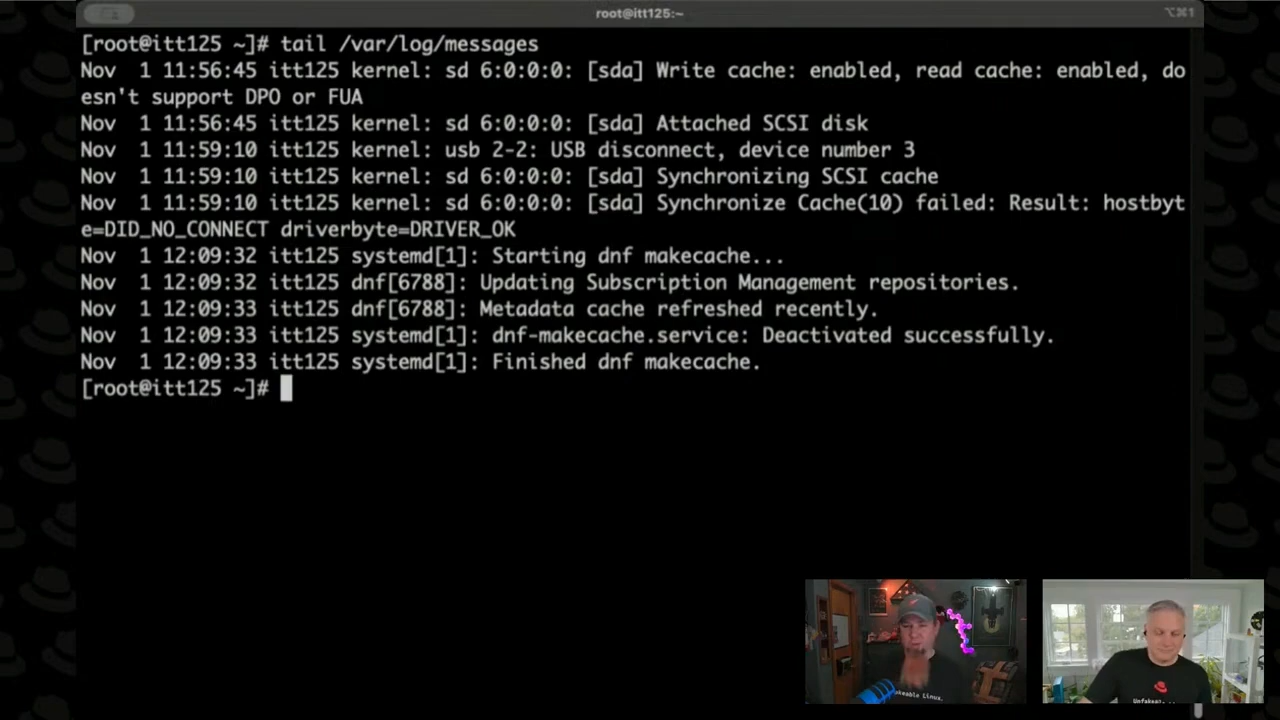 root@itt125:~
⌥⌘1
[root@itt125 ~]# tail /var/log/messages
Nov  1 11:56:45 itt125 kernel: sd 6:0:0:0: [sda] Write cache: enabled, read cache: enabled, do
esn't support DPO or FUA
Nov  1 11:56:45 itt125 kernel: sd 6:0:0:0: [sda] Attached SCSI disk
Nov  1 11:59:10 itt125 kernel: usb 2-2: USB disconnect, device number 3
Nov  1 11:59:10 itt125 kernel: sd 6:0:0:0: [sda] Synchronizing SCSI cache
Nov  1 11:59:10 itt125 kernel: sd 6:0:0:0: [sda] Synchronize Cache(10) failed: Result: hostbyt
e=DID_NO_CONNECT driverbyte=DRIVER_OK
Nov  1 12:09:32 itt125 systemd[1]: Starting dnf makecache...
Nov  1 12:09:32 itt125 dnf[6788]: Updating Subscription Management repositories.
Nov  1 12:09:33 itt125 dnf[6788]: Metadata cache refreshed recently.
Nov  1 12:09:33 itt125 systemd[1]: dnf-makecache.service: Deactivated successfully.
Nov  1 12:09:33 itt125 systemd[1]: Finished dnf makecache.
[root@itt125 ~]#
Linux.